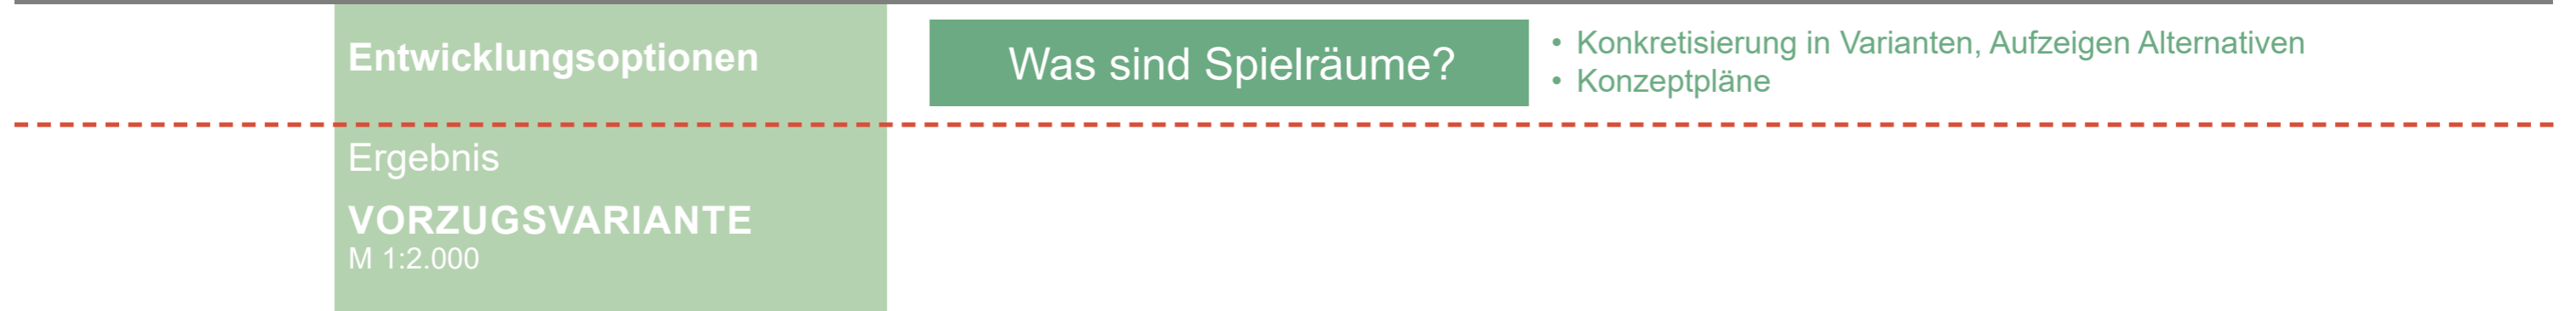 Entwicklungsoptionen
Was sind Spielräume?
• Konkretisierung in Varianten, Aufzeigen Alternativen
• Konzeptpläne
Ergebnis
VORZUGSVARIANTE
M 1:2.000